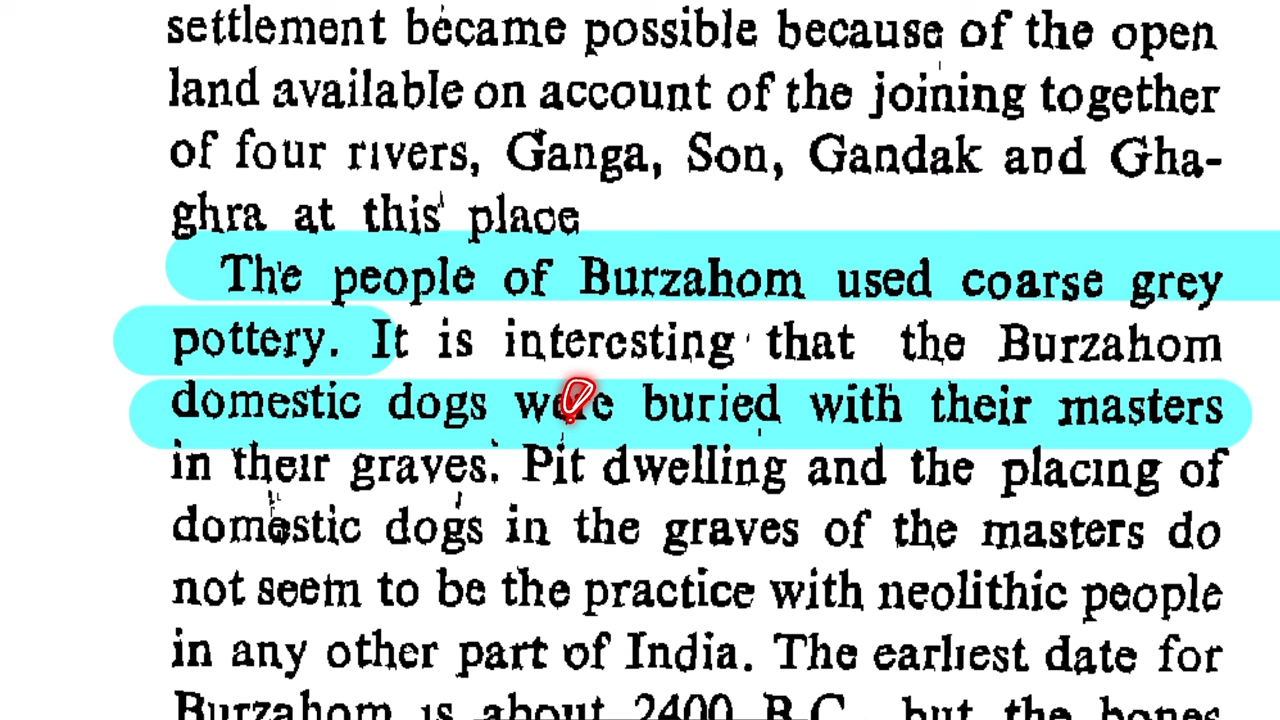 settlement became possible because of the open
land available on account of the joining together
of four rivers, Ganga, Son, Gandak and Gha-
ghra at this place
The people of Burzahom used coarse grey
pottery. It is interesting that the Burzahom
domestic dogs were buried with their masters
in their graves. Pit dwelling and the placing of
domestic dogs in the graves of the masters do
not seem to be the practice with neolithic people
in any other part of India. The earliest date for
Burzahom is about 2400 B.C., but the bones